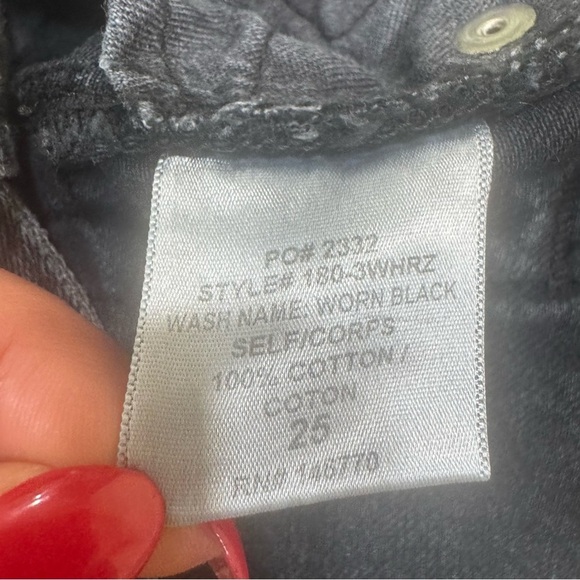 PO# 2332
STYLE# 180-3WHRZ
WASH NAME: WORN BLACK
SELF/CORPS
100% COTTON /
COTON
25
RN# 146770